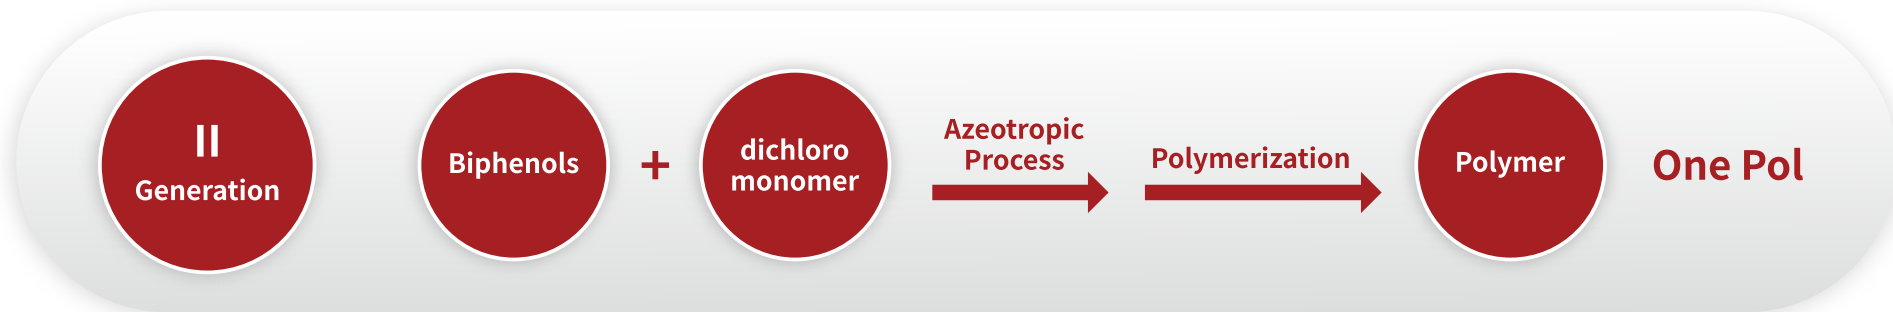 II
Generation
Biphenols
+
dichloro
monomer
Azeotropic
Process
Polymerization
Polymer
One Pol